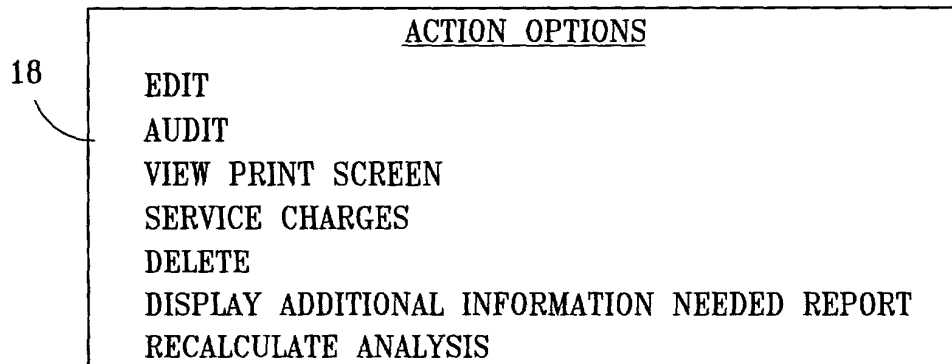 ACTION OPTIONS
18
EDIT
AUDIT
VIEW PRINT SCREEN
SERVICE CHARGES
DELETE
DISPLAY ADDITIONAL INFORMATION NEEDED REPORT
RECALCULATE ANALYSIS